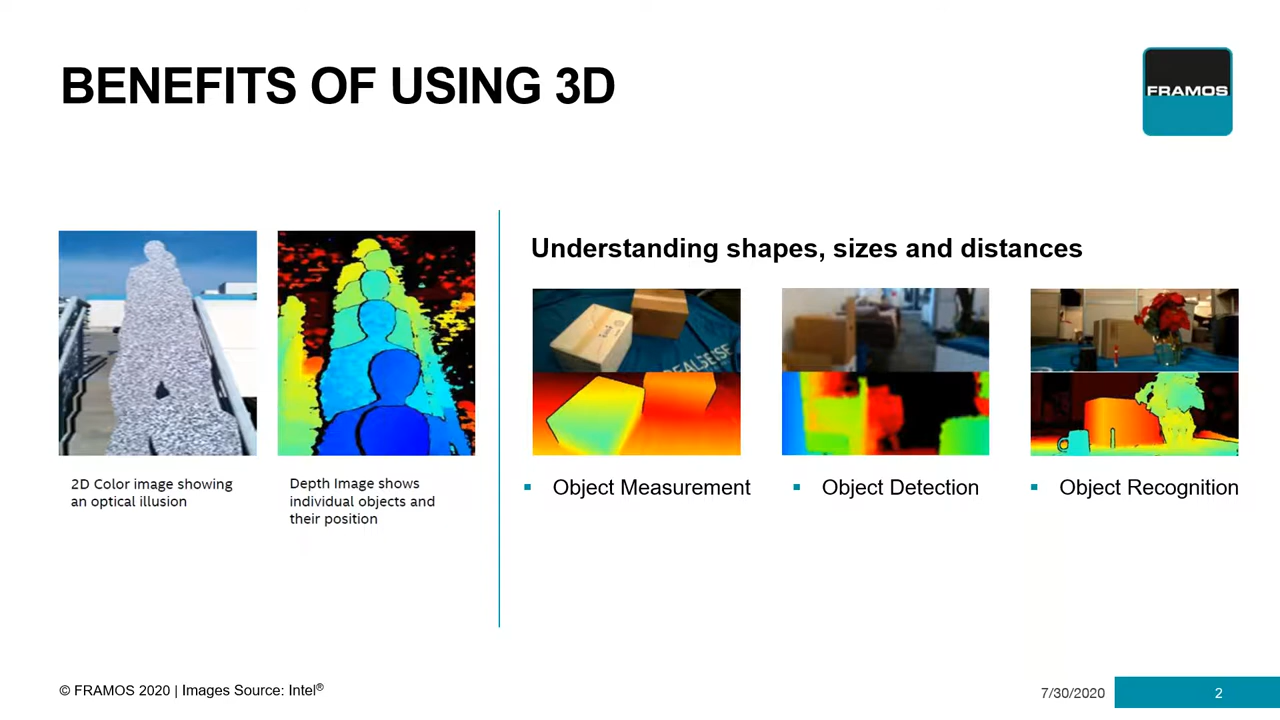 BENEFITS OF USING 3D
FRAMOS
2D Color image showing
an optical illusion
Depth Image shows
individual objects and
their position
Understanding shapes, sizes and distances
REALSENSE
▪ Object Measurement
▪ Object Detection
▪ Object Recognition
© FRAMOS 2020 | Images Source: Intel®
7/30/2020
2